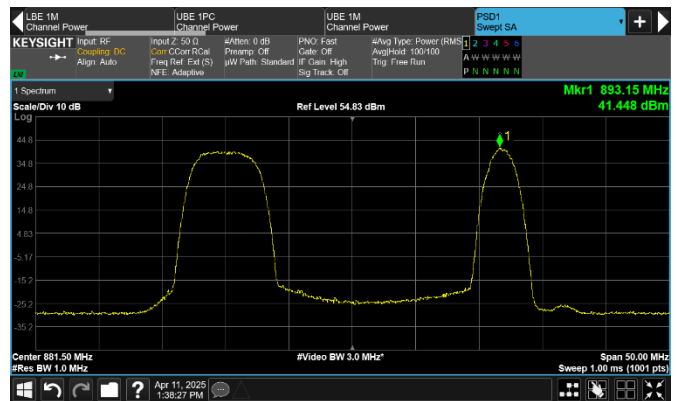 LBE 1M
Channel Power
UBE 1PC
Channel Power
UBE 1M
Channel Power
PSD1
Swept SA
KEYSIGHT
Input: RF
Coupling: DC
Align: Auto
Input Z: 50 Ω
Corr CCorr RCal
Freq Ref: Ext (S)
NFE: Adaptive
#Atten: 0 dB
Preamp: Off
µW Path: Standard
PNO: Fast
Gate: Off
IF Gain: High
Sig Track: Off
#Avg Type: Power (RMS)
Avg|Hold: 100/100
Trig: Free Run
1 2 3 4 5 6
A W W W W W
P N N N N N
LM
1 Spectrum
Mkr1 893.15 MHz
Scale/Div 10 dB
Ref Level 54.83 dBm
41.448 dBm
Log
1
44.8
34.8
24.8
14.8
4.83
-5.17
-15.2
-25.2
-35.2
Center 881.50 MHz
#Video BW 3.0 MHz*
Span 50.00 MHz
#Res BW 1.0 MHz
Sweep 1.00 ms (1001 pts)
?
Apr 11, 2025
1:38:27 PM